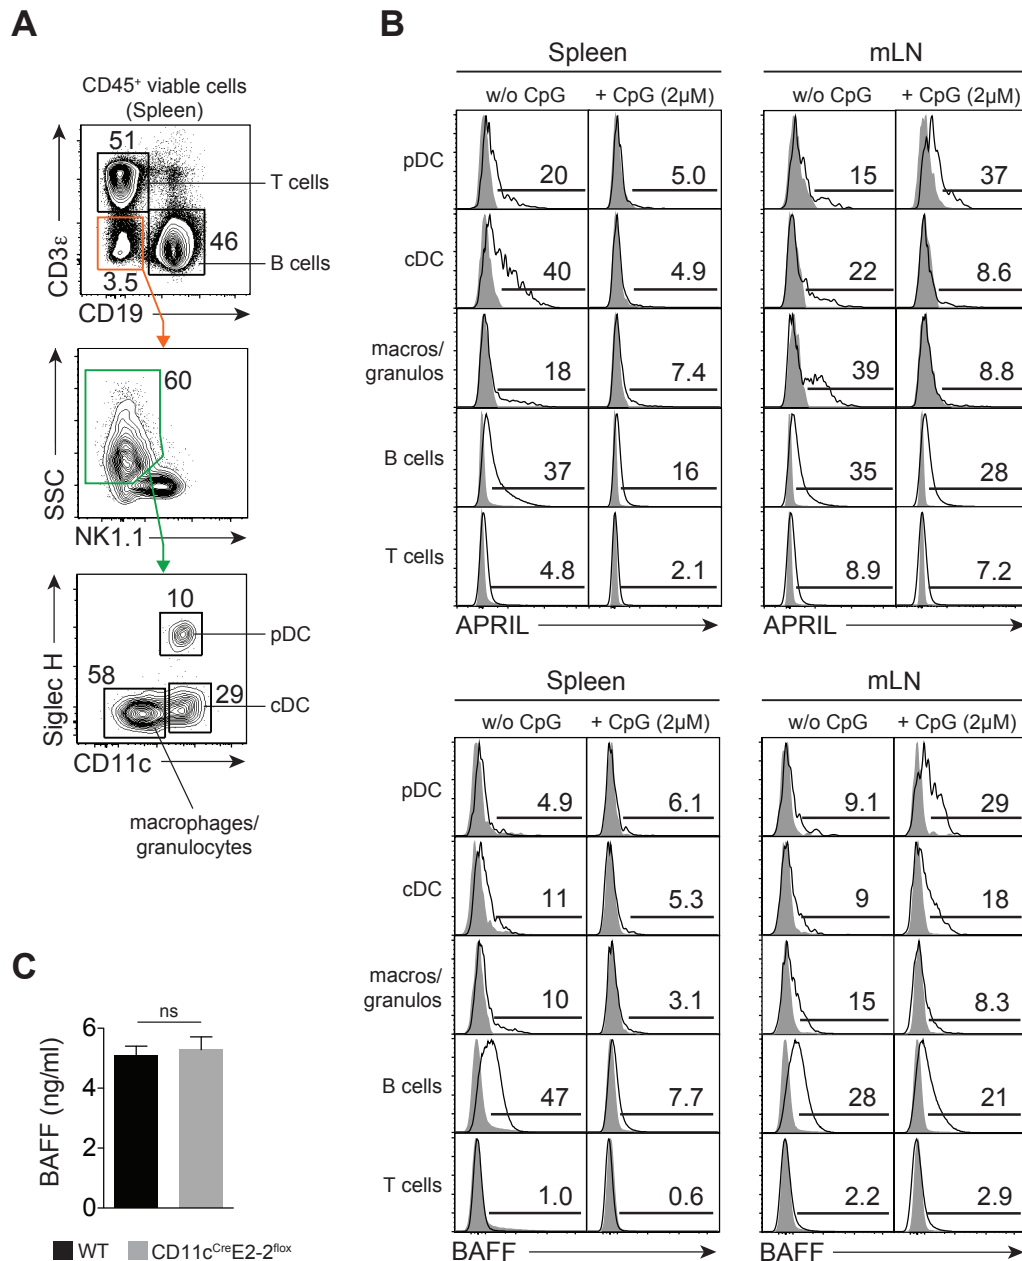 A
CD45+ viable cells
(Spleen)
51
T cells
46
B cells
3.5
CD3ε
CD19
60
SSC
NK1.1
10
pDC
58
29
cDC
Siglec H
CD11c
macrophages/
granulocytes
B
Spleen
mLN
w/o CpG
+ CpG (2μM)
w/o CpG
+ CpG (2μM)
pDC
20
5.0
15
37
cDC
40
4.9
22
8.6
macros/
granulos
18
7.4
39
8.8
B cells
37
16
35
28
T cells
4.8
2.1
8.9
7.2
APRIL
APRIL
Spleen
mLN
w/o CpG
+ CpG (2μM)
w/o CpG
+ CpG (2μM)
pDC
4.9
6.1
9.1
29
cDC
11
5.3
9
18
macros/
granulos
10
3.1
15
8.3
B cells
47
7.7
28
21
T cells
1.0
0.6
2.2
2.9
BAFF
BAFF
C
ns
6
4
2
0
BAFF (ng/ml)
WT
CD11cCreE2-2flox